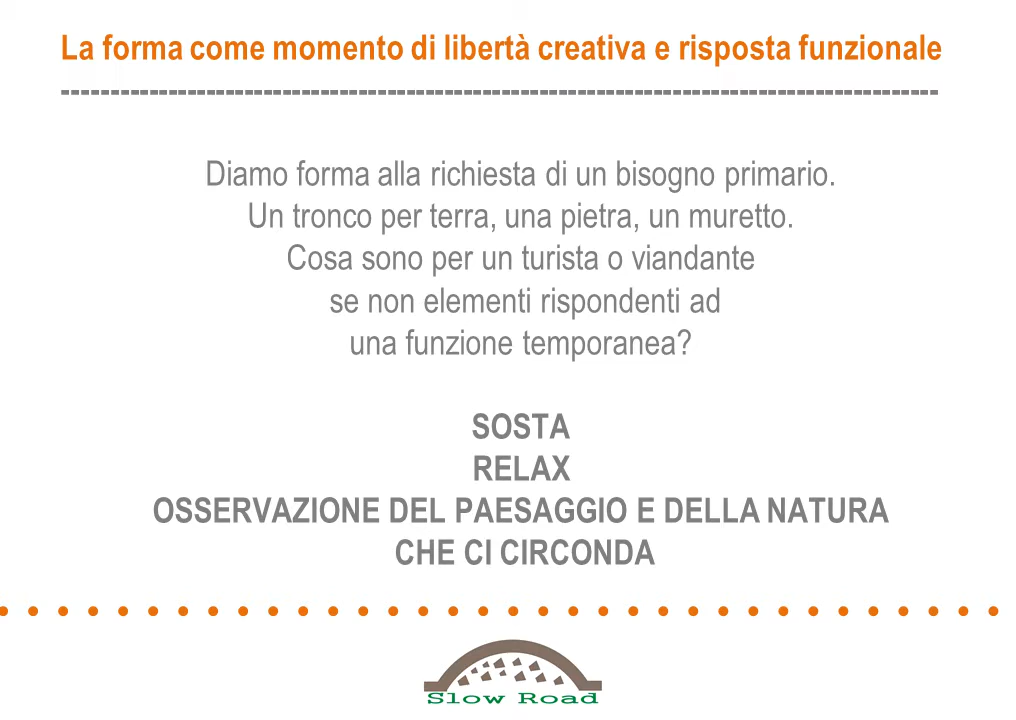 La forma come momento di libertà creativa e risposta funzionale
-----------------------------------------------------------------------------------------
Diamo forma alla richiesta di un bisogno primario.
Un tronco per terra, una pietra, un muretto.
Cosa sono per un turista o viandante
se non elementi rispondenti ad
una funzione temporanea?
SOSTA
RELAX
OSSERVAZIONE DEL PAESAGGIO E DELLA NATURA
CHE CI CIRCONDA
Slow Road